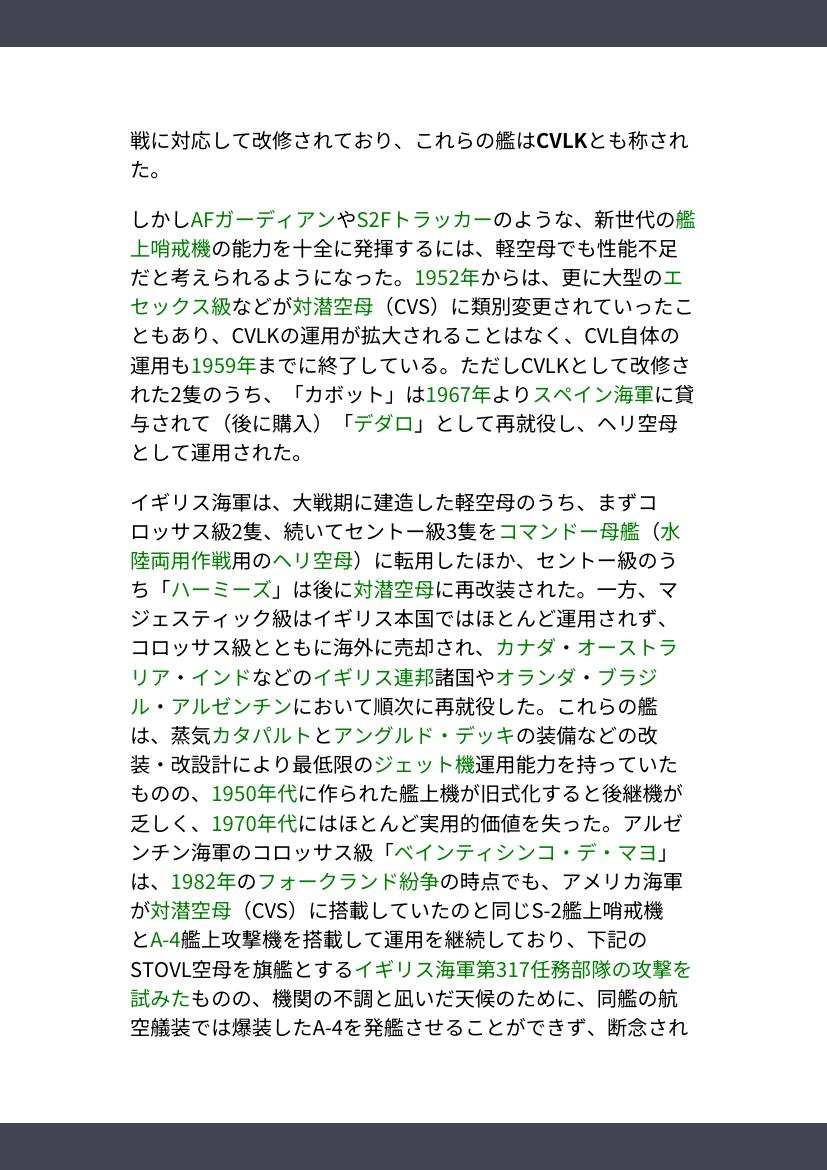 戦に対応して改修されており、これらの艦はCVLKとも称され
た。
しかしAFガーディアンやS2Fトラッカーのような、新世代の艦
上哨戒機の能力を十全に発揮するには、軽空母でも性能不足
だと考えられるようになった。1952年からは、更に大型のエ
セックス級などが対潜空母（CVS）に類別変更されていったこ
ともあり、CVLKの運用が拡大されることはなく、CVL自体の
運用も1959年までに終了している。ただしCVLKとして改修さ
れた2隻のうち、「カボット」は1967年よりスペイン海軍に貸
与されて（後に購入）「デダロ」として再就役し、ヘリ空母
として運用された。
イギリス海軍は、大戦期に建造した軽空母のうち、まずコ
ロッサス級2隻、続いてセントー級3隻をコマンドー母艦（水
陸両用作戦用のヘリ空母）に転用したほか、セントー級のう
ち「ハーミーズ」は後に対潜空母に再改装された。一方、マ
ジェスティック級はイギリス本国ではほとんど運用されず、
コロッサス級とともに海外に売却され、カナダ・オーストラ
リア・インドなどのイギリス連邦諸国やオランダ・ブラジ
ル・アルゼンチンにおいて順次に再就役した。これらの艦
は、蒸気カタパルトとアングルド・デッキの装備などの改
装・改設計により最低限のジェット機運用能力を持っていた
ものの、1950年代に作られた艦上機が旧式化すると後継機が
乏しく、1970年代にはほとんど実用的価値を失った。アルゼ
ンチン海軍のコロッサス級「ベインティシンコ・デ・マヨ」
は、1982年のフォークランド紛争の時点でも、アメリカ海軍
が対潜空母（CVS）に搭載していたのと同じS-2艦上哨戒機
とA-4艦上攻撃機を搭載して運用を継続しており、下記の
STOVL空母を旗艦とするイギリス海軍第317任務部隊の攻撃を
試みたものの、機関の不調と凪いだ天候のために、同艦の航
空艤装では爆装したA-4を発艦させることができず、断念され